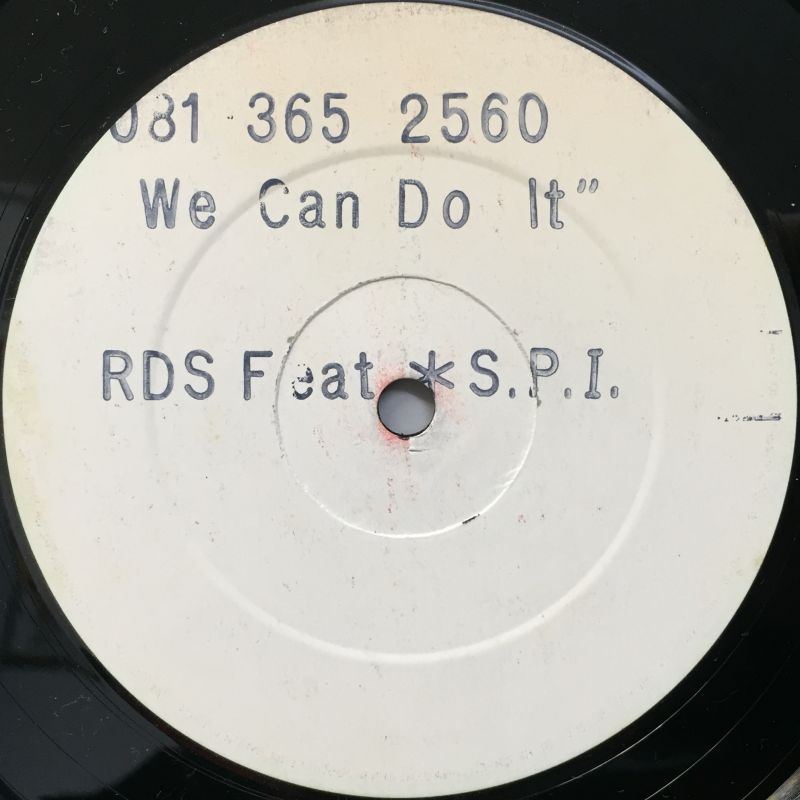 081 365 2560
We Can Do It"
RDS Feat *S.P.I.